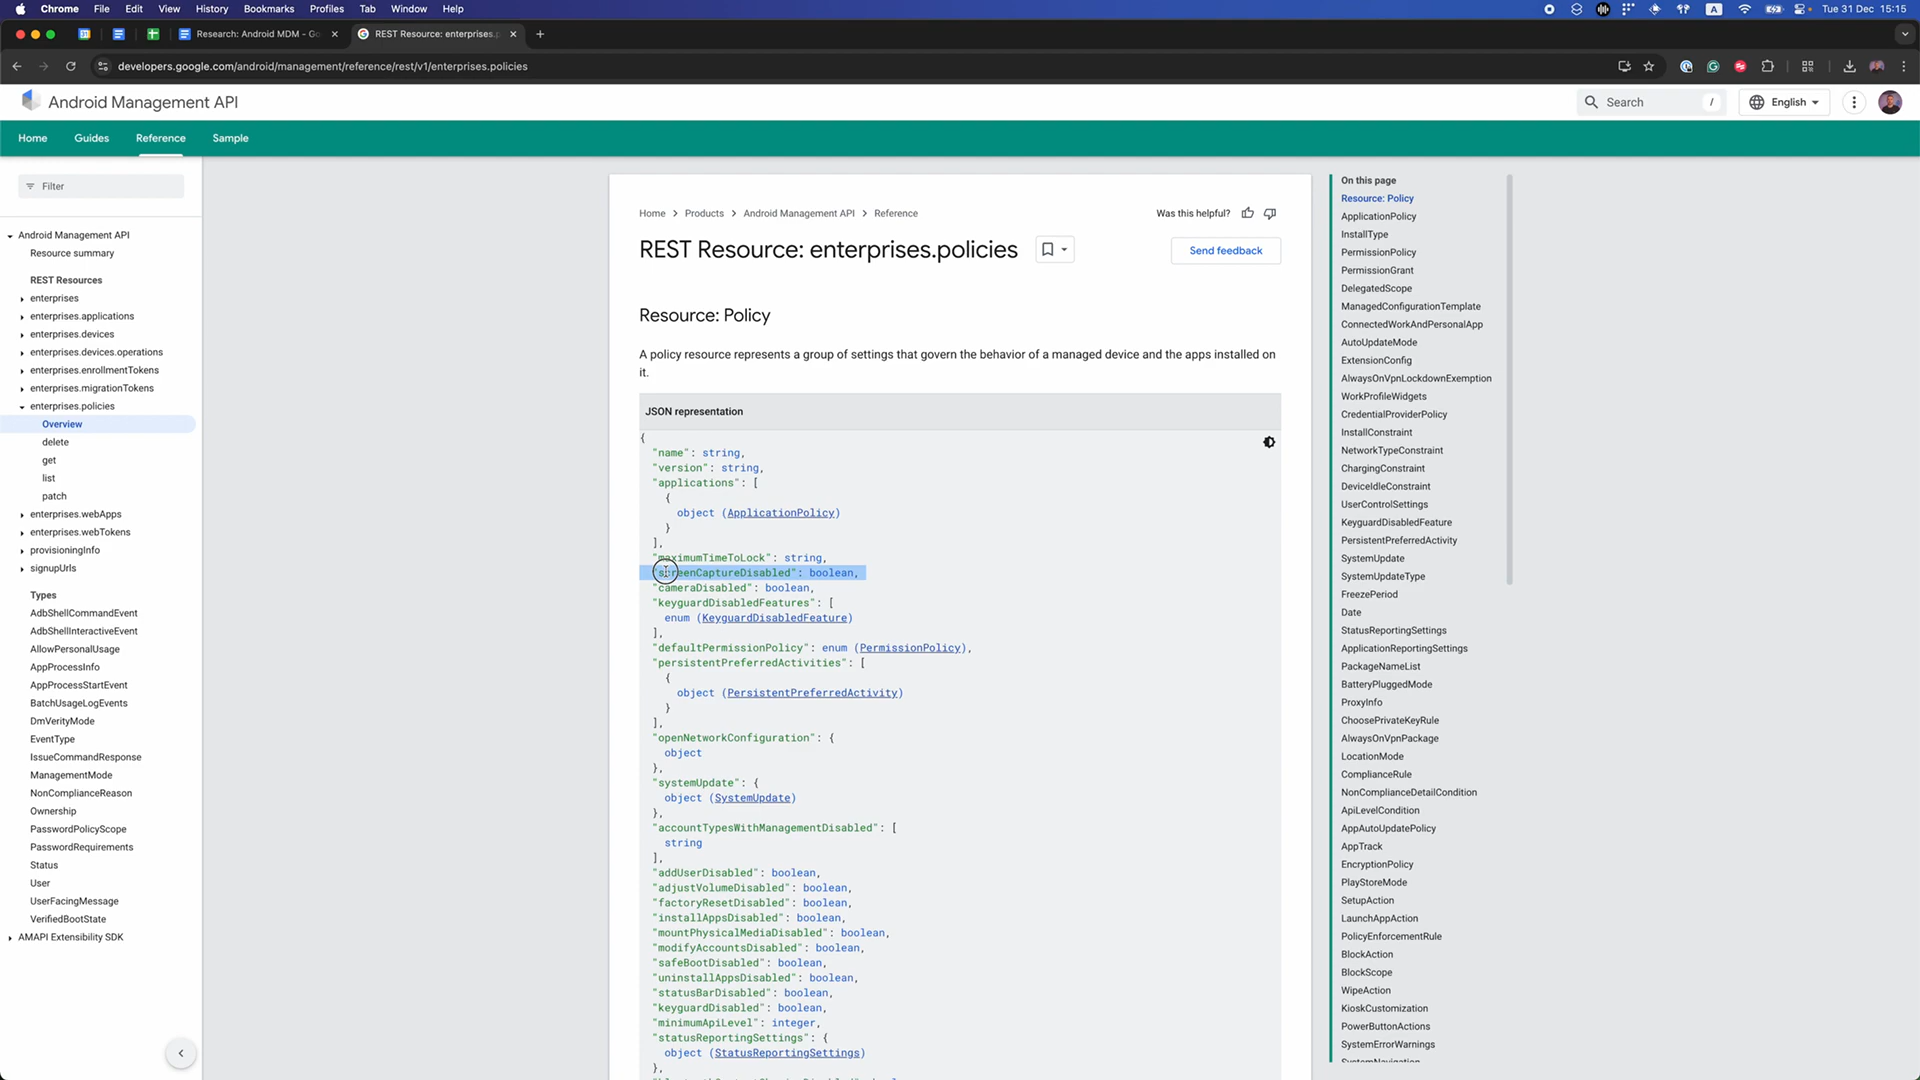 Chrome File Edit View History Bookmarks Profiles Tab Window Help
A
Tue 31 Dec 15:15
Research: Android MDM - Go
REST Resource: enterprises.p
developers.google.com/android/management/reference/rest/v1/enterprises.policies
Android Management API
Search /
English
Home Guides Reference Sample
Filter
Android Management API
Resource summary
REST Resources
enterprises
enterprises.applications
enterprises.devices
enterprises.devices.operations
enterprises.enrollmentTokens
enterprises.migrationTokens
enterprises.policies
Overview
delete
get
list
patch
enterprises.webApps
enterprises.webTokens
provisioningInfo
signupUrls
Types
AdbShellCommandEvent
AdbShellInteractiveEvent
AllowPersonalUsage
AppProcessInfo
AppProcessStartEvent
BatchUsageLogEvents
DmVerityMode
EventType
IssueCommandResponse
ManagementMode
NonComplianceReason
Ownership
PasswordPolicyScope
PasswordRequirements
Status
User
UserFacingMessage
VerifiedBootState
AMAPI Extensibility SDK
Home > Products > Android Management API > Reference
Was this helpful?
REST Resource: enterprises.policies
Send feedback
Resource: Policy
A policy resource represents a group of settings that govern the behavior of a managed device and the apps installed on
it.
JSON representation
{
"name": string,
"version": string,
"applications": [
{
object (ApplicationPolicy)
}
],
"maximumTimeToLock": string,
"screenCaptureDisabled": boolean,
"cameraDisabled": boolean,
"keyguardDisabledFeatures": [
enum (KeyguardDisabledFeature)
],
"defaultPermissionPolicy": enum (PermissionPolicy),
"persistentPreferredActivities": [
{
object (PersistentPreferredActivity)
}
],
"openNetworkConfiguration": {
object
},
"systemUpdate": {
object (SystemUpdate)
},
"accountTypesWithManagementDisabled": [
string
],
"addUserDisabled": boolean,
"adjustVolumeDisabled": boolean,
"factoryResetDisabled": boolean,
"installAppsDisabled": boolean,
"mountPhysicalMediaDisabled": boolean,
"modifyAccountsDisabled": boolean,
"safeBootDisabled": boolean,
"uninstallAppsDisabled": boolean,
"statusBarDisabled": boolean,
"keyguardDisabled": boolean,
"minimumApiLevel": integer,
"statusReportingSettings": {
object (StatusReportingSettings)
},
On this page
Resource: Policy
ApplicationPolicy
InstallType
PermissionPolicy
PermissionGrant
DelegatedScope
ManagedConfigurationTemplate
ConnectedWorkAndPersonalApp
AutoUpdateMode
ExtensionConfig
AlwaysOnVpnLockdownExemption
WorkProfileWidgets
CredentialProviderPolicy
InstallConstraint
NetworkTypeConstraint
ChargingConstraint
DeviceIdleConstraint
UserControlSettings
KeyguardDisabledFeature
PersistentPreferredActivity
SystemUpdate
SystemUpdateType
FreezePeriod
Date
StatusReportingSettings
ApplicationReportingSettings
PackageNameList
BatteryPluggedMode
ProxyInfo
ChoosePrivateKeyRule
AlwaysOnVpnPackage
LocationMode
ComplianceRule
NonComplianceDetailCondition
ApiLevelCondition
AppAutoUpdatePolicy
AppTrack
EncryptionPolicy
PlayStoreMode
SetupAction
LaunchAppAction
PolicyEnforcementRule
BlockAction
BlockScope
WipeAction
KioskCustomization
PowerButtonActions
SystemErrorWarnings
SystemNavigation